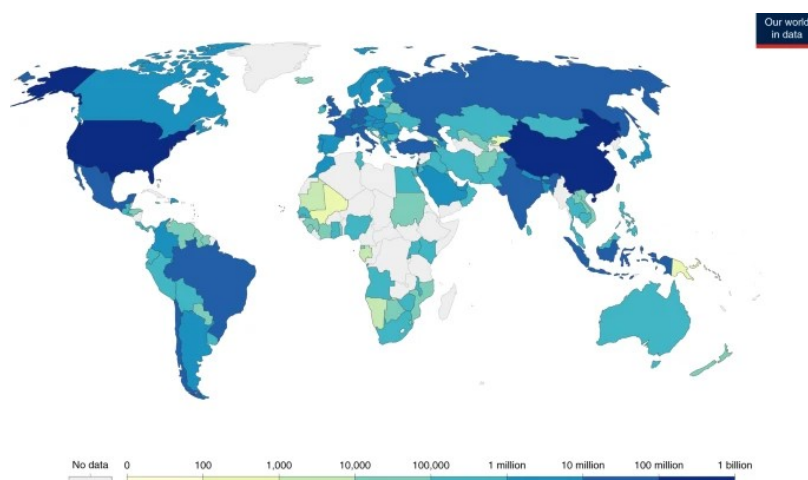 Our world
in data
No data
0
100
1,000
10,000
100,000
1 million
10 million
100 million
1 billion